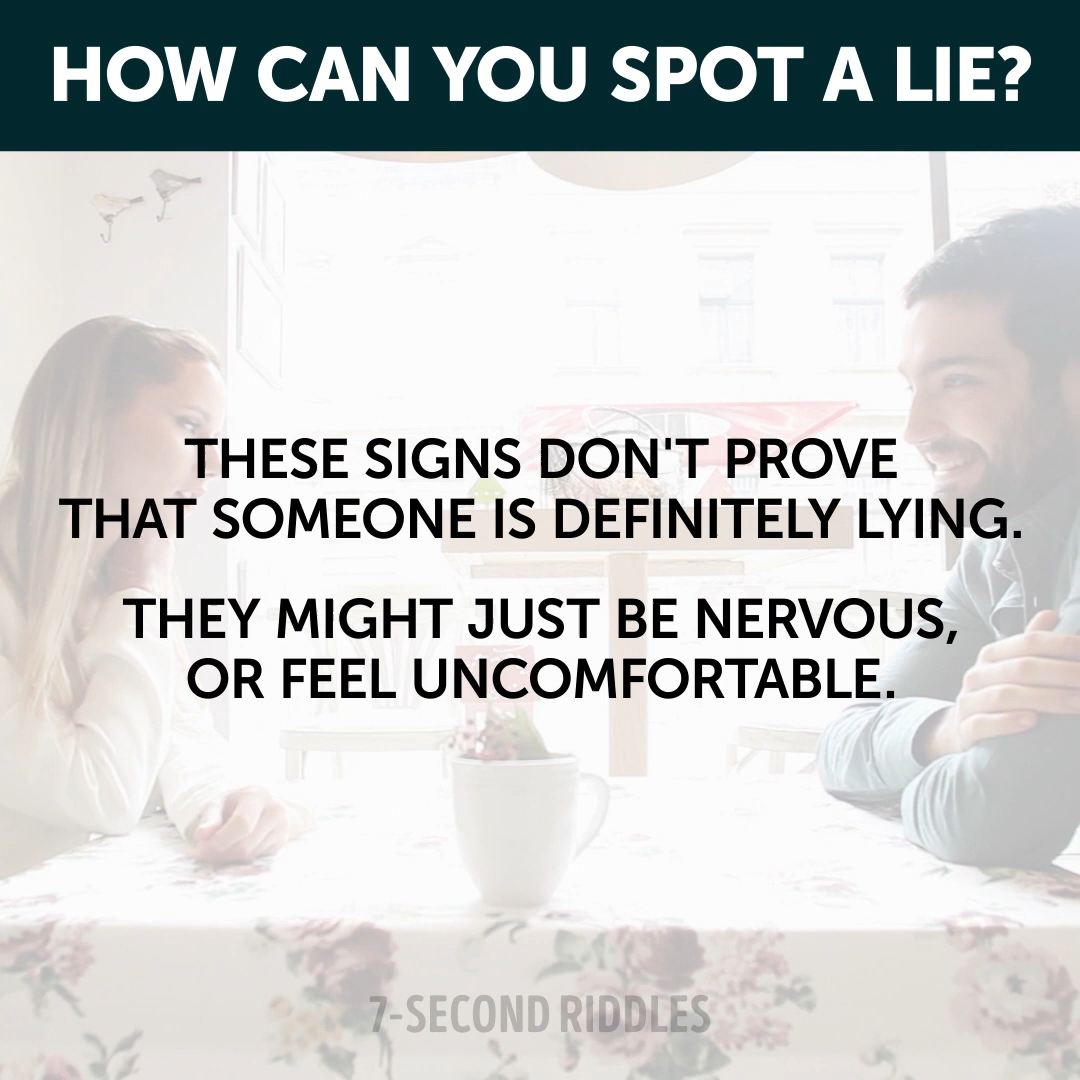 HOW CAN YOU SPOT A LIE?
THESE SIGNS DON'T PROVE
THAT SOMEONE IS DEFINITELY LYING.
THEY MIGHT JUST BE NERVOUS,
OR FEEL UNCOMFORTABLE.
7-SECOND RIDDLES